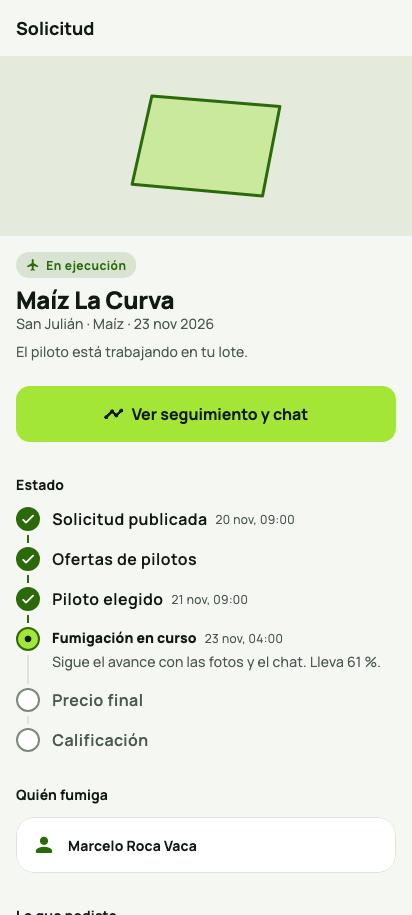 Solicitud
En ejecución
Maíz La Curva
San Julián · Maíz · 23 nov 2026
El piloto está trabajando en tu lote.
Ver seguimiento y chat
Estado
Solicitud publicada 20 nov, 09:00
Ofertas de pilotos
Piloto elegido 21 nov, 09:00
Fumigación en curso 23 nov, 04:00
Sigue el avance con las fotos y el chat. Lleva 61 %.
Precio final
Calificación
Quién fumiga
Marcelo Roca Vaca
Lo que pediste